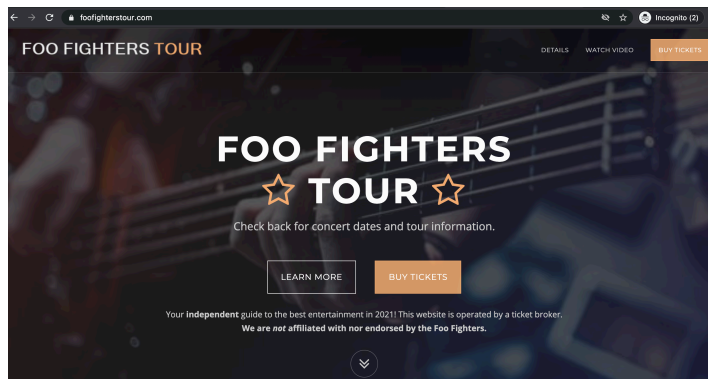 foofighterstour.com
Incognito (2)
FOO FIGHTERS TOUR
DETAILS
WATCH VIDEO
BUY TICKETS
FOO FIGHTERS
TOUR
Check back for concert dates and tour information.
LEARN MORE
BUY TICKETS
Your independent guide to the best entertainment in 2021! This website is operated by a ticket broker.
We are not affiliated with nor endorsed by the Foo Fighters.